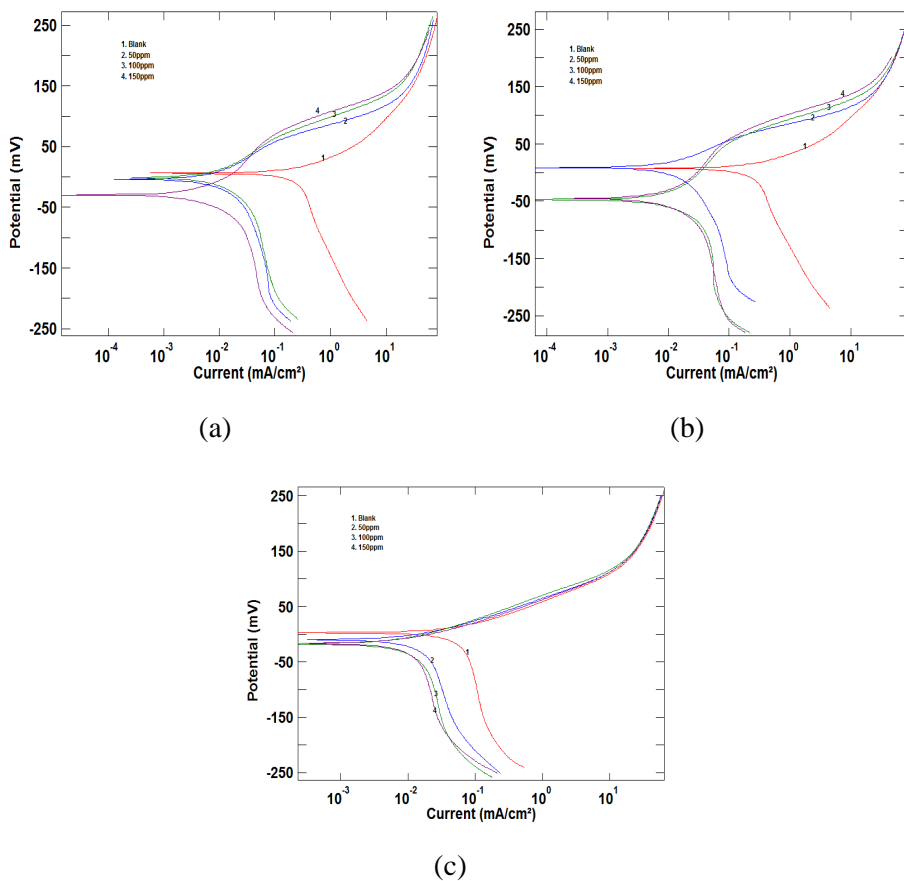 250
150
50
-50
-150
-250
Potential (mV)
1. Blank
2. 50ppm
3. 100ppm
4. 150ppm
4
3
2
1
10⁻⁴ 10⁻³ 10⁻² 10⁻¹ 10⁰ 10¹
Current (mA/cm²)
(a)
250
150
50
-50
-150
-250
Potential (mV)
1. Blank
2. 50ppm
3. 100ppm
4. 150ppm
4
3
2
1
10⁻⁴ 10⁻³ 10⁻² 10⁻¹ 10⁰ 10¹
Current (mA/cm²)
(b)
250
150
50
-50
-150
-250
Potential (mV)
1. Blank
2. 50ppm
3. 100ppm
4. 150ppm
1
2
3
4
10⁻³ 10⁻² 10⁻¹ 10⁰ 10¹
Current (mA/cm²)
(c)